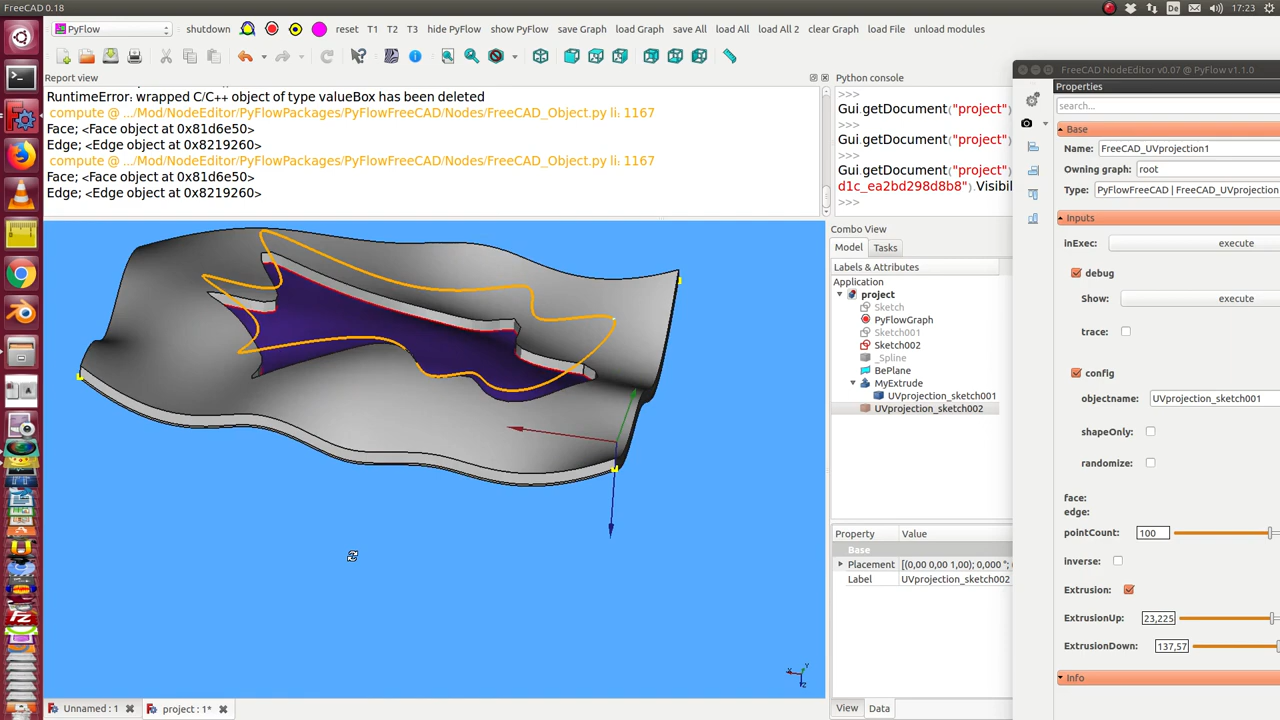 FreeCAD 0.18
De
17:23
PyFlow
shutdown
reset T1 T2 T3 hide PyFlow show PyFlow save Graph load Graph save All load All load All 2 clear Graph load File unload modules
Report view
RuntimeError: wrapped C/C++ object of type valueBox has been deleted
compute @ .../Mod/NodeEditor/PyFlowPackages/PyFlowFreeCAD/Nodes/FreeCAD_Object.py li: 1167
Face; <Face object at 0x81d6e50>
Edge; <Edge object at 0x8219260>
compute @ .../Mod/NodeEditor/PyFlowPackages/PyFlowFreeCAD/Nodes/FreeCAD_Object.py li: 1167
Face; <Face object at 0x81d6e50>
Edge; <Edge object at 0x8219260>
Python console
>>>
Gui getDocument("project")
>>>
Gui getDocument("project")
>>>
Gui getDocument("project")
d1c_ea2bd298d8b8").Visibil
>>>
Combo View
Model Tasks
Labels & Attributes
Application
project
Sketch
PyFlowGraph
Sketch001
Sketch002
_Spline
BePlane
MyExtrude
UVprojection_sketch001
UVprojection_sketch002
Property Value
Base
Placement [(0,00 0,00 1,00); 0,000 °; (
Label UVprojection_sketch002
View Data
Unnamed : 1
project : 1*
FreeCAD NodeEditor v0.07 @ PyFlow v1.1.0
Properties
search...
Base
Name: FreeCAD_UVprojection1
Owning graph: root
Type: PyFlowFreeCAD | FreeCAD_UVprojection
Inputs
inExec: execute
debug
Show: execute
trace:
config
objectname: UVprojection_sketch001
shapeOnly:
randomize:
face:
edge:
pointCount: 100
inverse:
Extrusion:
ExtrusionUp: 23,225
ExtrusionDown: 137,57
Info
X
Y
Z